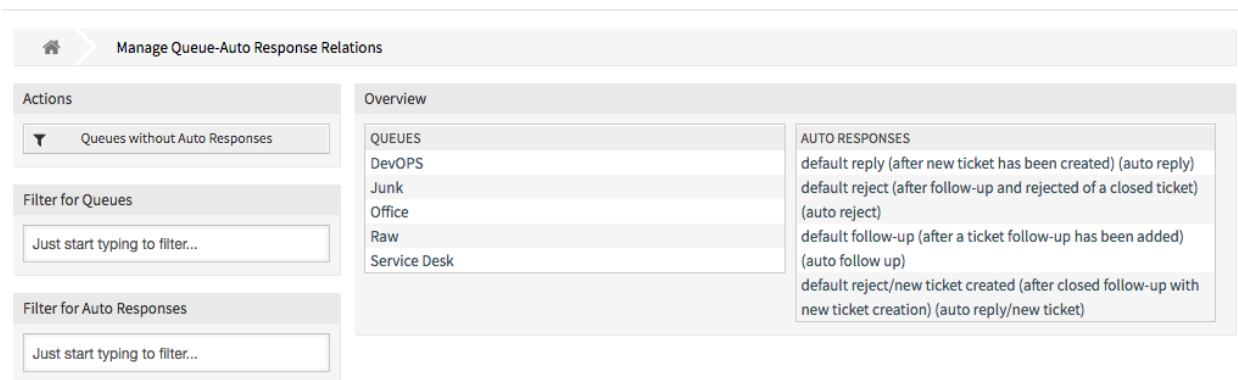 Manage Queue-Auto Response Relations
Actions
Queues without Auto Responses
Filter for Queues
Just start typing to filter...
Filter for Auto Responses
Just start typing to filter...
Overview
QUEUES
DevOPS
Junk
Office
Raw
Service Desk
AUTO RESPONSES
default reply (after new ticket has been created) (auto reply)
default reject (after follow-up and rejected of a closed ticket)
(auto reject)
default follow-up (after a ticket follow-up has been added)
(auto follow up)
default reject/new ticket created (after closed follow-up with
new ticket creation) (auto reply/new ticket)